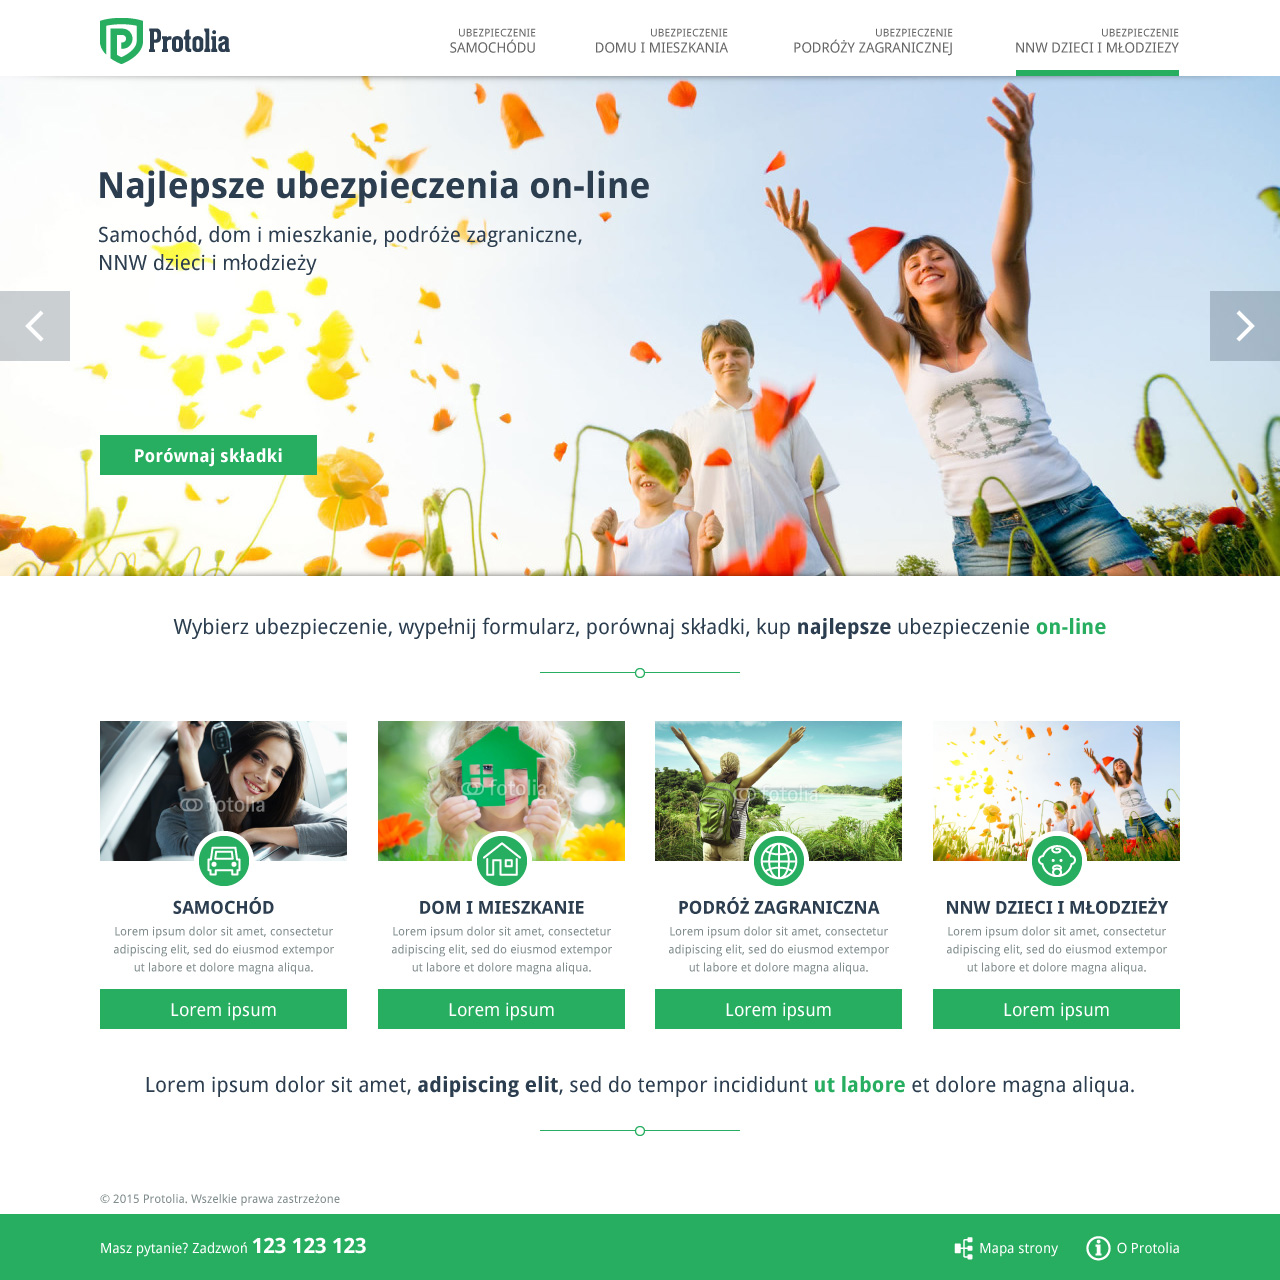 Protolia
UBEZPIECZENIE
SAMOCHÓDU
UBEZPIECZENIE
DOMU I MIESZKANIA
UBEZPIECZENIE
PODRÓŻY ZAGRANICZNEJ
UBEZPIECZENIE
NNW DZIECI I MŁODZIEZY
Najlepsze ubezpieczenia on-line
Samochód, dom i mieszkanie, podróże zagraniczne,
NNW dzieci i młodzieży
Porównaj składki
Wybierz ubezpieczenie, wypełnij formularz, porównaj składki, kup najlepsze ubezpieczenie on-line
fotolia
fotolia
fotolia
SAMOCHÓD
Lorem ipsum dolor sit amet, consectetur
adipiscing elit, sed do eiusmod extempor
ut labore et dolore magna aliqua.
Lorem ipsum
DOM I MIESZKANIE
Lorem ipsum dolor sit amet, consectetur
adipiscing elit, sed do eiusmod extempor
ut labore et dolore magna aliqua.
Lorem ipsum
PODRÓŻ ZAGRANICZNA
Lorem ipsum dolor sit amet, consectetur
adipiscing elit, sed do eiusmod extempor
ut labore et dolore magna aliqua.
Lorem ipsum
NNW DZIECI I MŁODZIEŻY
Lorem ipsum dolor sit amet, consectetur
adipiscing elit, sed do eiusmod extempor
ut labore et dolore magna aliqua.
Lorem ipsum
Lorem ipsum dolor sit amet, adipiscing elit, sed do tempor incididunt ut labore et dolore magna aliqua.
© 2015 Protolia. Wszelkie prawa zastrzeżone
Masz pytanie? Zadzwoń 123 123 123
Mapa strony
O Protolia